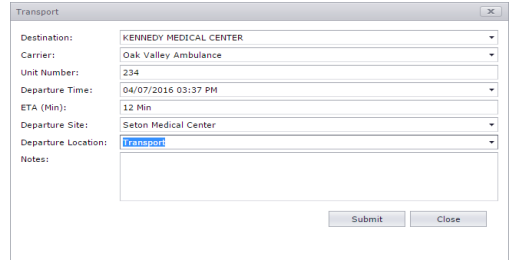 Transport
Destination: KENNEDY MEDICAL CENTER
Carrier: Oak Valley Ambulance
Unit Number: 234
Departure Time: 04/07/2016 03:37 PM
ETA (Min): 12 Min
Departure Site: Seton Medical Center
Departure Location: Transport
Notes:
Submit Close